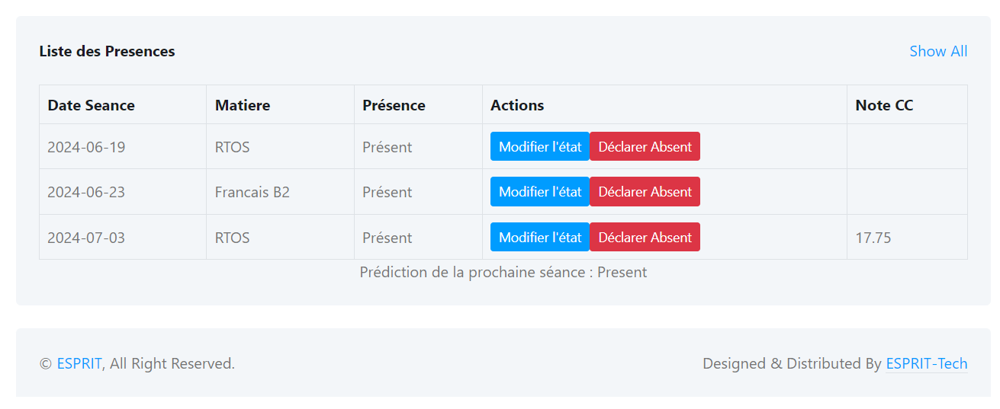 Liste des Presences Show All
Date Seance Matiere Présence Actions Note CC
2024-06-19 RTOS Présent Modifier l'état Déclarer Absent
2024-06-23 Francais B2 Présent Modifier l'état Déclarer Absent
2024-07-03 RTOS Présent Modifier l'état Déclarer Absent 17.75
Prédiction de la prochaine séance : Present
© ESPRIT, All Right Reserved. Designed & Distributed By ESPRIT-Tech